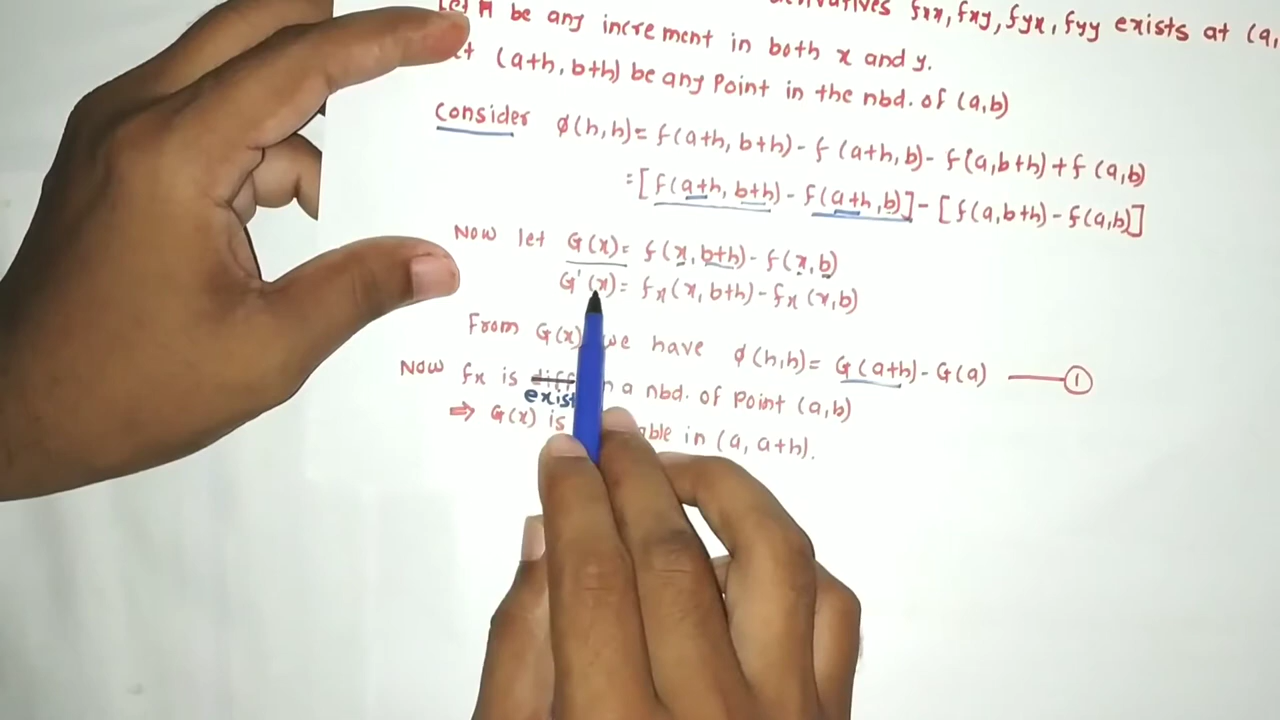 derivatives fxx, fxy, fyx, fyy exists at (a,
Let h be any increment in both x and y.
(a+h, b+h) be any Point in the nbd. of (a,b)
Consider ϕ(h,h) = f(a+h, b+h) - f(a+h, b) - f(a, b+h) + f(a,b)
= [f(a+h, b+h) - f(a+h, b)] - [f(a, b+h) - f(a,b)]
Now let G(x) = f(x, b+h) - f(x, b)
G'(x) = fx(x, b+h) - fx(x, b)
From G(x) we have ϕ(h,h) = G(a+h) - G(a) ①
Now fx is a nbd. of Point (a,b)
exist
⇒ G(x) is able in (a, a+h).